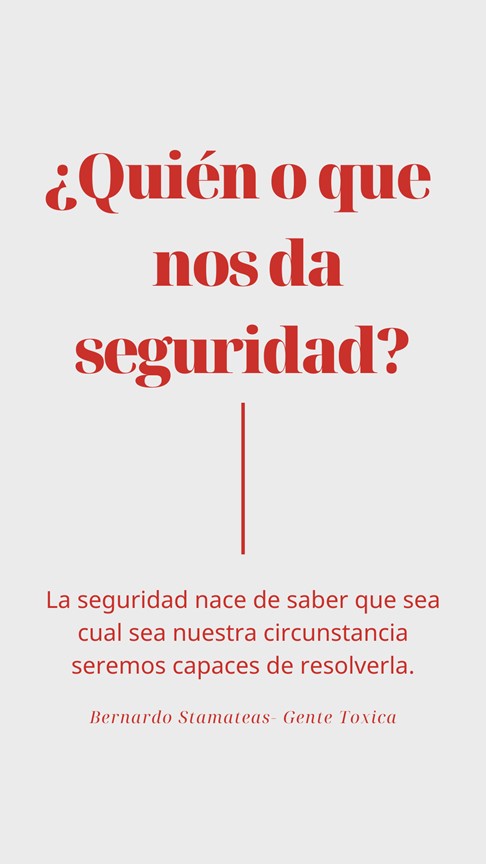 ¿Quién o que
nos da
seguridad?
La seguridad nace de saber que sea
cual sea nuestra circunstancia
seremos capaces de resolverla.
Bernardo Stamateas- Gente Toxica